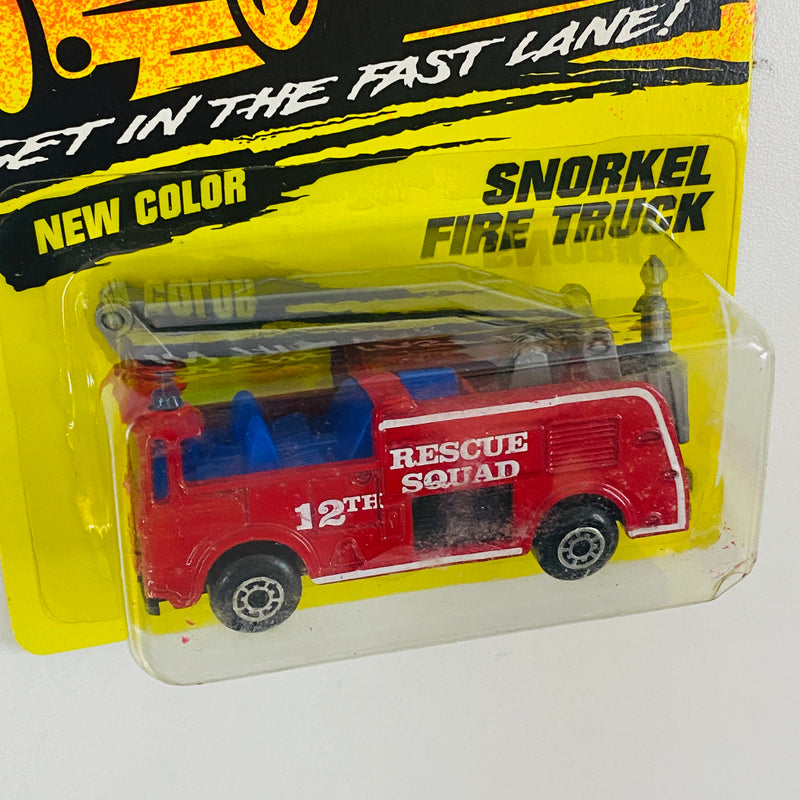 GET IN THE FAST LANE!
NEW COLOR
SNORKEL
FIRE TRUCK
RESCUE
SQUAD
12TH